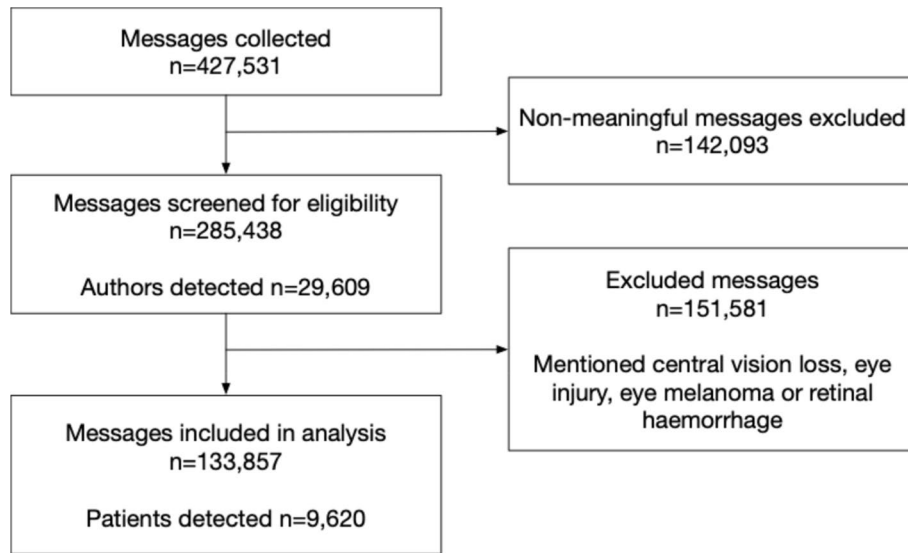 Messages collected
n=427,531
Non-meaningful messages excluded
n=142,093
Messages screened for eligibility
n=285,438
Authors detected n=29,609
Excluded messages
n=151,581
Mentioned central vision loss, eye
injury, eye melanoma or retinal
haemorrhage
Messages included in analysis
n=133,857
Patients detected n=9,620